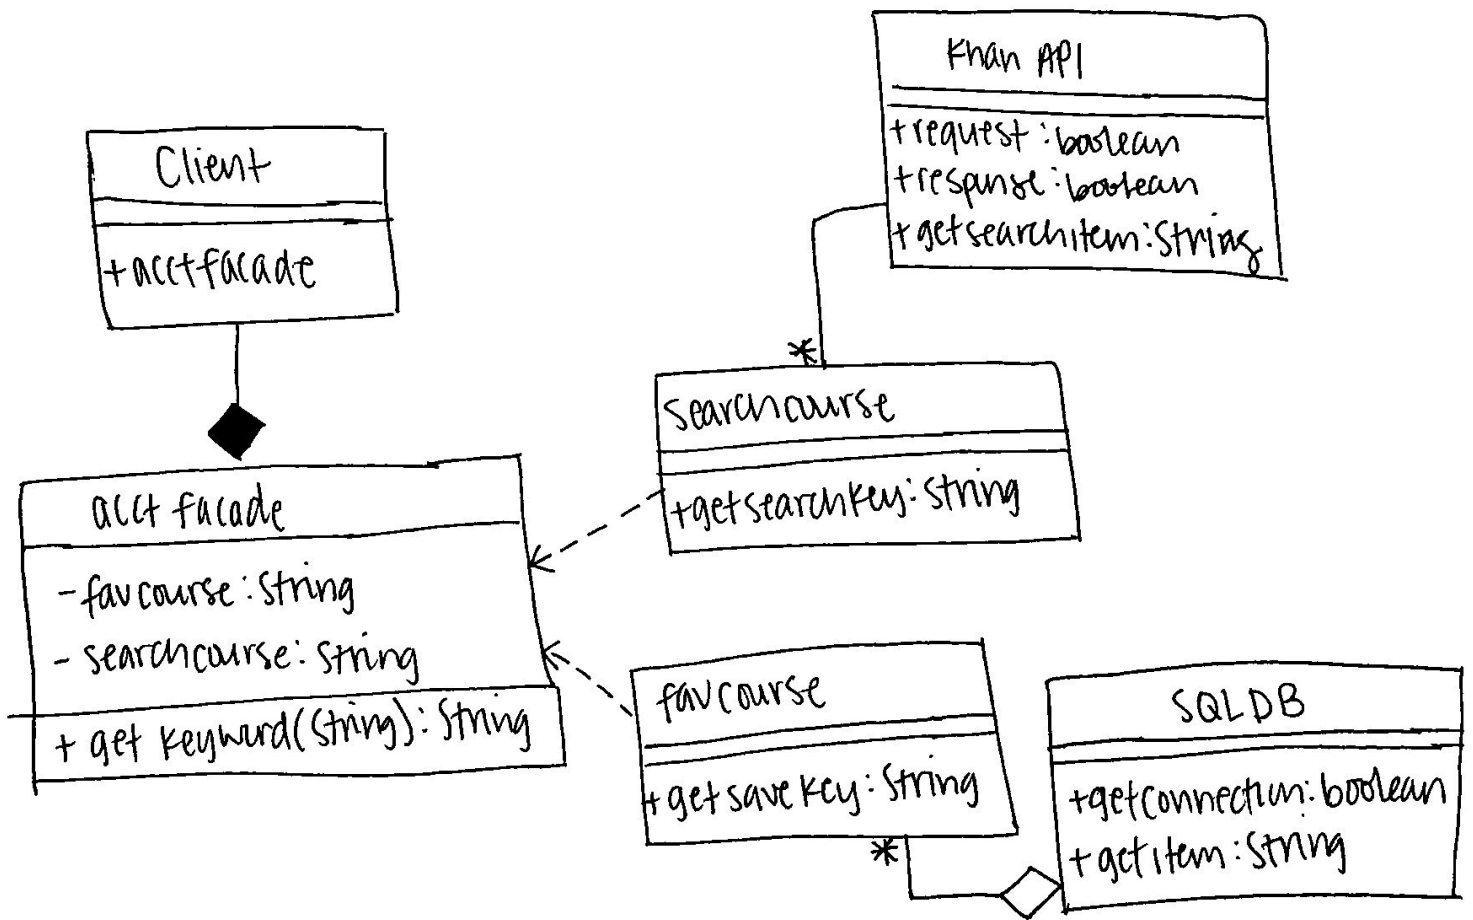 Khan API
+request:boolean
+response:boolean
+getsearchitem:String
Client
+acctfacade
*
searchcourse
+getsearchkey:String
acct facade
-favcourse:String
- searchcourse:String
+ get keyword(String):String
favcourse
+getsavekey:String
*
SQLDB
+getconnection:boolean
+getitem:String